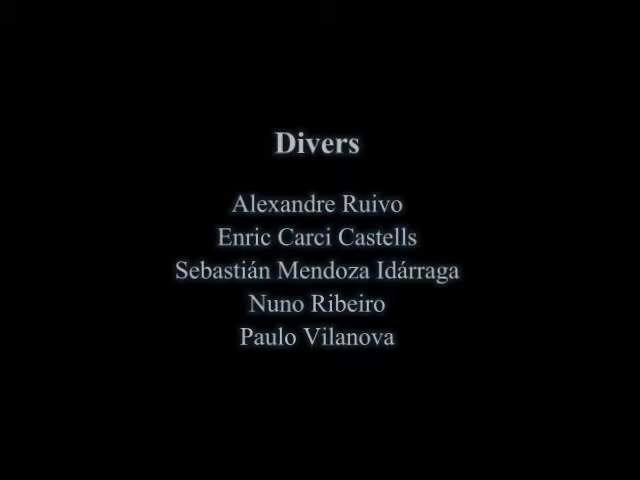 Divers
Alexandre Ruivo
Enric Carci Castells
Sebastián Mendoza Idárraga
Nuno Ribeiro
Paulo Vilanova